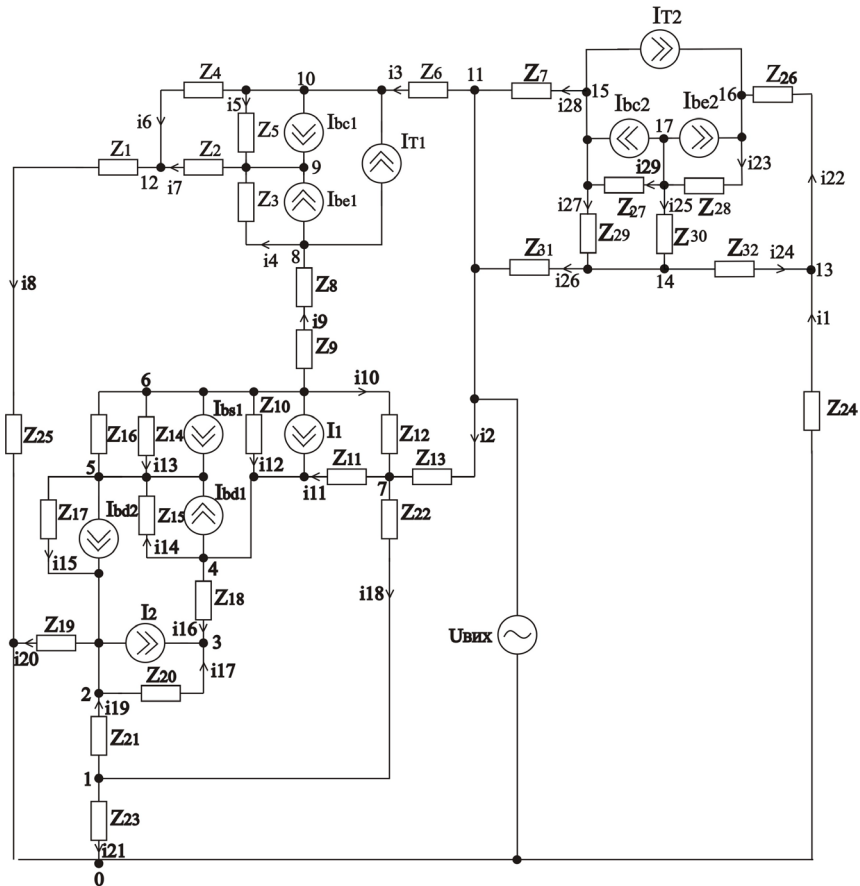 IT2
Z4
10
i3
Z6
11
Z7
i28
15
16
Z26
i5
i6
Z5
Ibc1
IT1
Ibc2
17
Ibe2
i23
Z1
12
i7
Z2
9
Z3
Ibe1
i29
Z27
Z28
i22
i27
i25
Z29
Z30
i4
8
Z31
i26
14
Z32
i24
13
i8
Z8
i9
Z9
i1
6
i10
Z25
Z16
Z14
Ibs1
Z10
I1
Z12
i2
Z24
5
i13
i12
i11
Z11
7
Z13
Z17
Ibd2
Z15
Ibd1
Z22
i15
i14
4
Z18
i18
Z19
I2
i16
3
Uвих
i20
i17
Z20
2
i19
Z21
1
Z23
i21
0